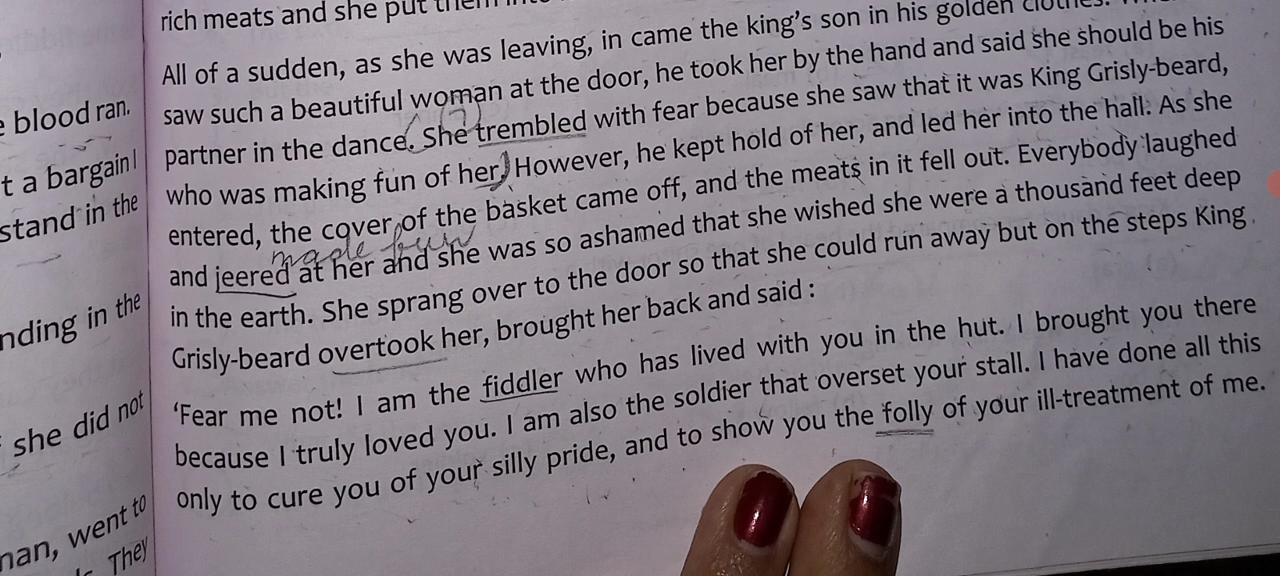 rich meats and she put them into
All of a sudden, as she was leaving, in came the king's son in his golden clothes.
saw such a beautiful woman at the door, he took her by the hand and said she should be his
partner in the dance. She trembled with fear because she saw that it was King Grisly-beard,
who was making fun of her. However, he kept hold of her, and led her into the hall. As she
entered, the cover of the basket came off, and the meats in it fell out. Everybody laughed
made fun
and jeered at her and she was so ashamed that she wished she were a thousand feet deep
in the earth. She sprang over to the door so that she could run away but on the steps King
Grisly-beard overtook her, brought her back and said :
'Fear me not! I am the fiddler who has lived with you in the hut. I brought you there
because I truly loved you. I am also the soldier that overset your stall. I have done all this
only to cure you of your silly pride, and to show you the folly of your ill-treatment of me.
blood ran.
t a bargain!
stand in the
nding in the
she did not
nan, went to
They